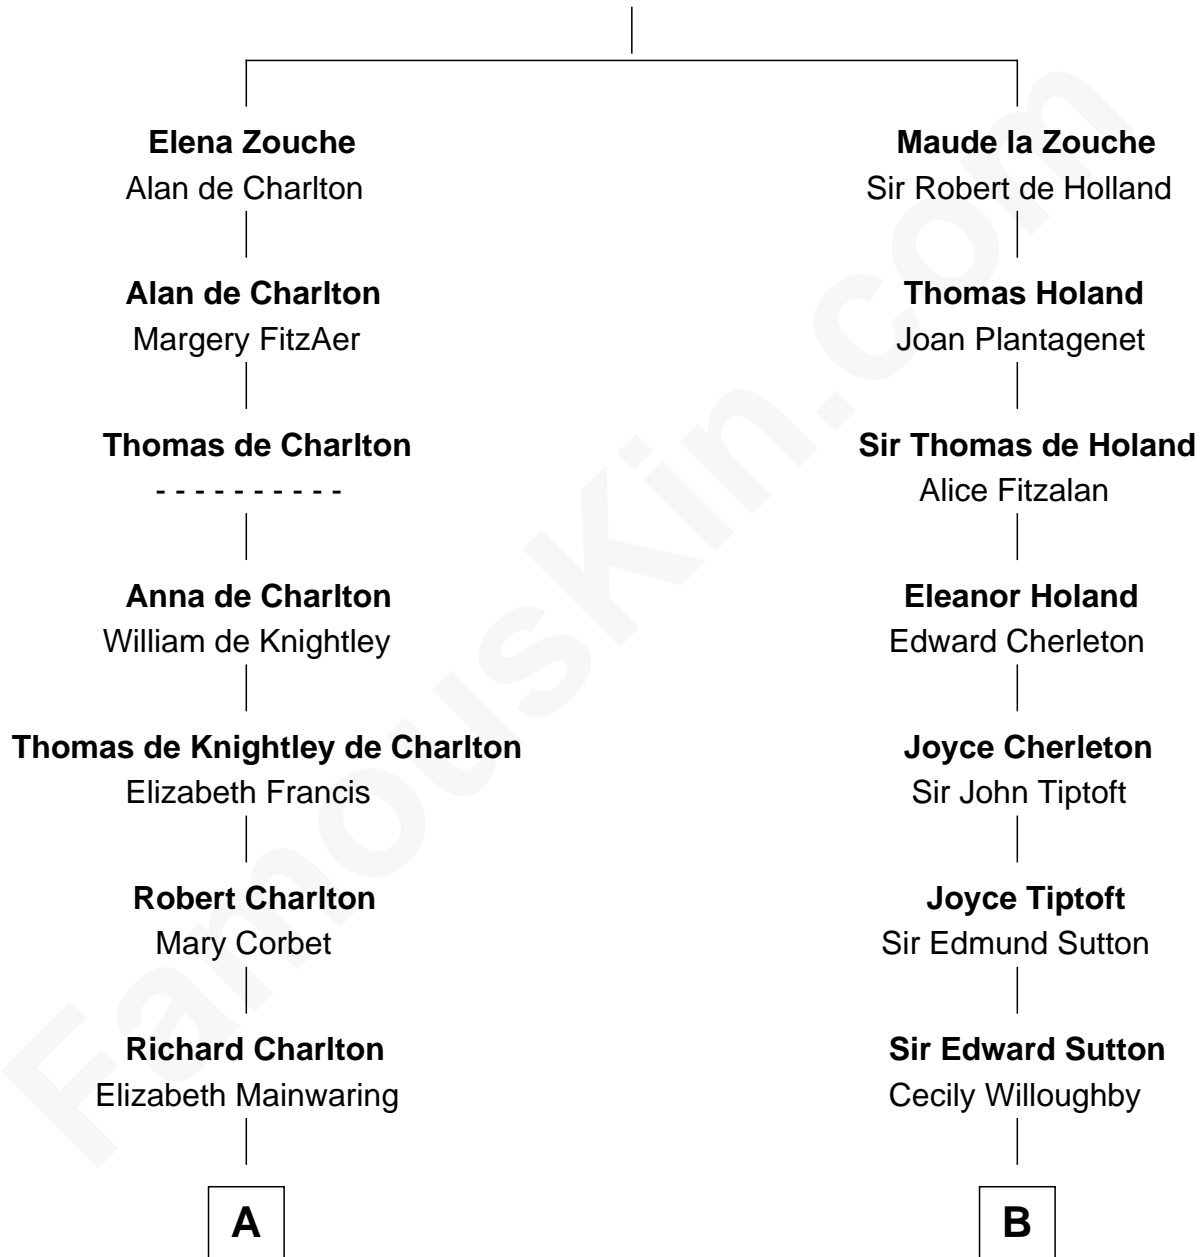 Elena Zouche
Alan de Charlton
Alan de Charlton
Margery FitzAer
Thomas de Charlton
- - - - - - - - - -
Anna de Charlton
William de Knightley
Thomas de Knightley de Charlton
Elizabeth Francis
Robert Charlton
Mary Corbet
Richard Charlton
Elizabeth Mainwaring
A
Maude la Zouche
Sir Robert de Holland
Thomas Holand
Joan Plantagenet
Sir Thomas de Holand
Alice Fitzalan
Eleanor Holand
Edward Cherleton
Joyce Cherleton
Sir John Tiptoft
Joyce Tiptoft
Sir Edmund Sutton
Sir Edward Sutton
Cecily Willoughby
B
FamousKin.com